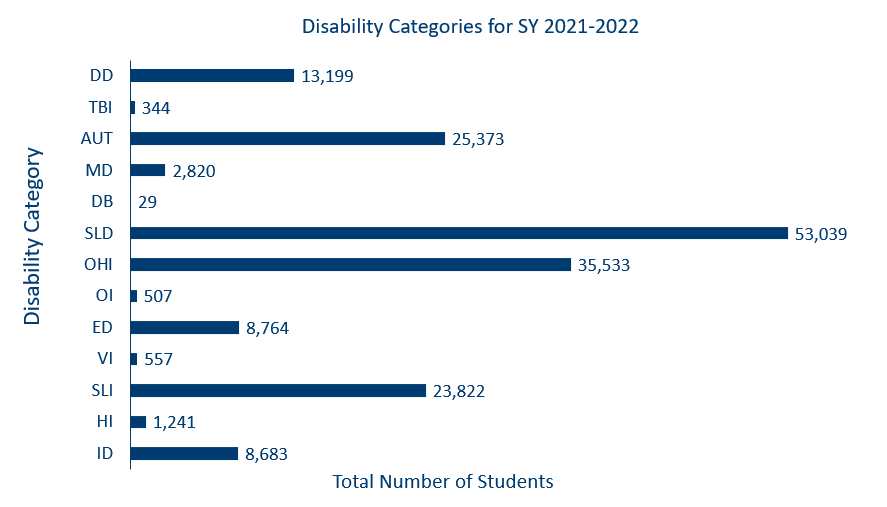 Disability Categories for SY 2021-2022
Disability Category
DD 13,199
TBI 344
AUT 25,373
MD 2,820
DB 29
SLD 53,039
OHI 35,533
OI 507
ED 8,764
VI 557
SLI 23,822
HI 1,241
ID 8,683
Total Number of Students